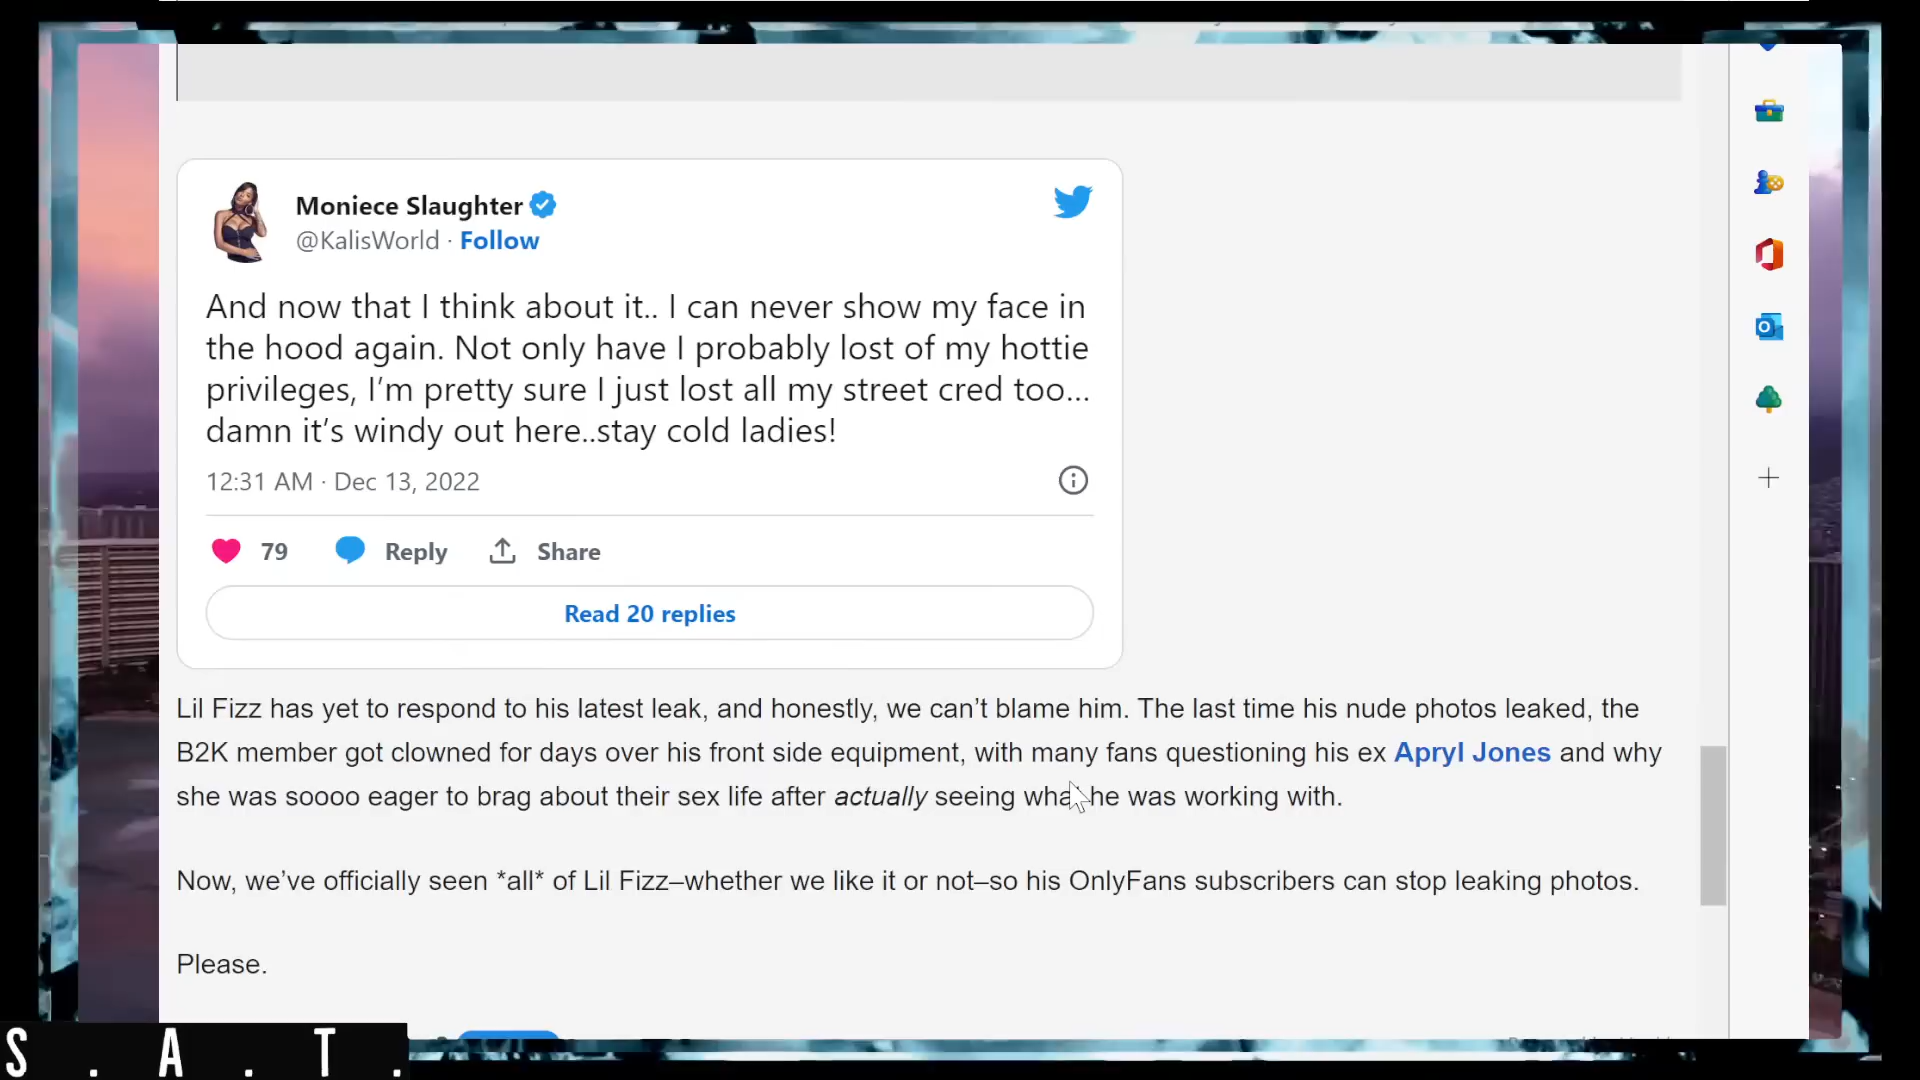 Moniece Slaughter
@KalisWorld · Follow
And now that I think about it.. I can never show my face in
the hood again. Not only have I probably lost of my hottie
privileges, I’m pretty sure I just lost all my street cred too...
damn it’s windy out here..stay cold ladies!
12:31 AM · Dec 13, 2022
79 Reply Share
Read 20 replies
Lil Fizz has yet to respond to his latest leak, and honestly, we can’t blame him. The last time his nude photos leaked, the
B2K member got clowned for days over his front side equipment, with many fans questioning his ex Apryl Jones and why
she was soooo eager to brag about their sex life after actually seeing what he was working with.
Now, we’ve officially seen *all* of Lil Fizz–whether we like it or not–so his OnlyFans subscribers can stop leaking photos.
Please.
S . A . T .